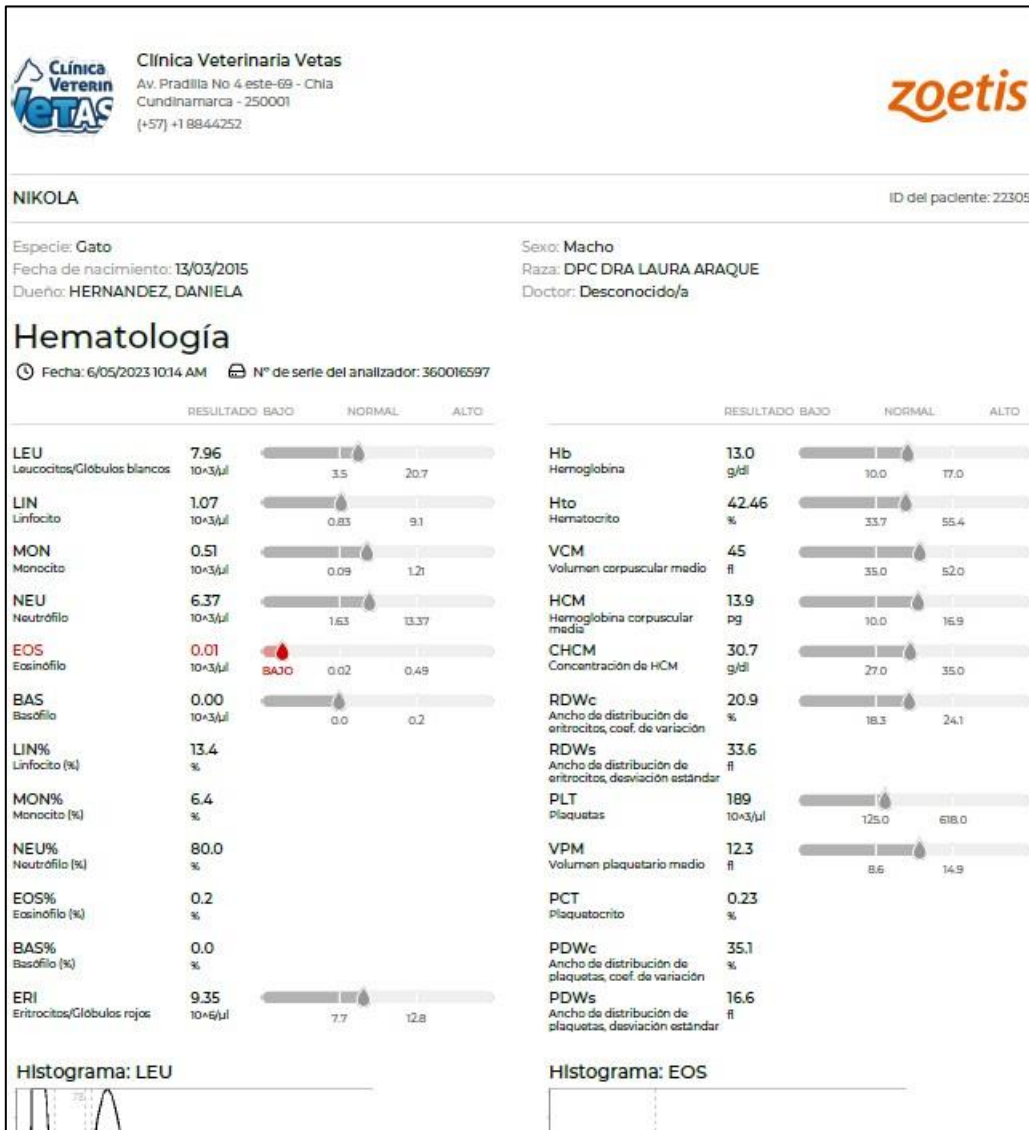 Clínica
Veterin
VETAS
Clínica Veterinaria Vetas
Av. Pradilla No 4 este-69 - Chia
Cundinamarca - 250001
(+57) +1 8844252
zoetis
NIKOLA
ID del paciente: 22305
Especie: Gato
Fecha de nacimiento: 13/03/2015
Dueño: HERNANDEZ, DANIELA
Sexo: Macho
Raza: DPC DRA LAURA ARAQUE
Doctor: Desconocido/a
Hematología
Fecha: 6/05/2023 10:14 AM Nº de serie del analizador: 360016597
RESULTADO BAJO NORMAL ALTO
LEU 7.96
Leucocitos/Glóbulos blancos 10^3/µl 3.5 20.7
LIN 1.07
Linfocito 10^3/µl 0.83 9.1
MON 0.51
Monocito 10^3/µl 0.09 1.21
NEU 6.37
Neutrófilo 10^3/µl 1.63 13.37
EOS 0.01
Eosinófilo 10^3/µl BAJO 0.02 0.49
BAS 0.00
Basófilo 10^3/µl 0.0 0.2
LIN% 13.4
Linfocito (%) %
MON% 6.4
Monocito (%) %
NEU% 80.0
Neutrófilo (%) %
EOS% 0.2
Eosinófilo (%) %
BAS% 0.0
Basófilo (%) %
ERI 9.35
Eritrocitos/Glóbulos rojos 10^6/µl 7.7 12.8
RESULTADO BAJO NORMAL ALTO
Hb 13.0
Hemoglobina g/dl 10.0 17.0
Hto 42.46
Hematocrito % 33.7 55.4
VCM 45
Volumen corpuscular medio fl 35.0 52.0
HCM 13.9
Hemoglobina corpuscular pg 10.0 16.9
media
CHCM 30.7
Concentración de HCM g/dl 27.0 35.0
RDWc 20.9
Ancho de distribución de % 18.3 24.1
eritrocitos, coef. de variación
RDWs 33.6
Ancho de distribución de fl
eritrocitos, desviación estándar
PLT 189
Plaquetas 10^3/µl 125.0 618.0
VPM 12.3
Volumen plaquetario medio fl 8.6 14.9
PCT 0.23
Plaquetocrito %
PDWc 35.1
Ancho de distribución de %
plaquetas, coef. de variación
PDWs 16.6
Ancho de distribución de fl
plaquetas, desviación estándar
Histograma: LEU
78
Histograma: EOS